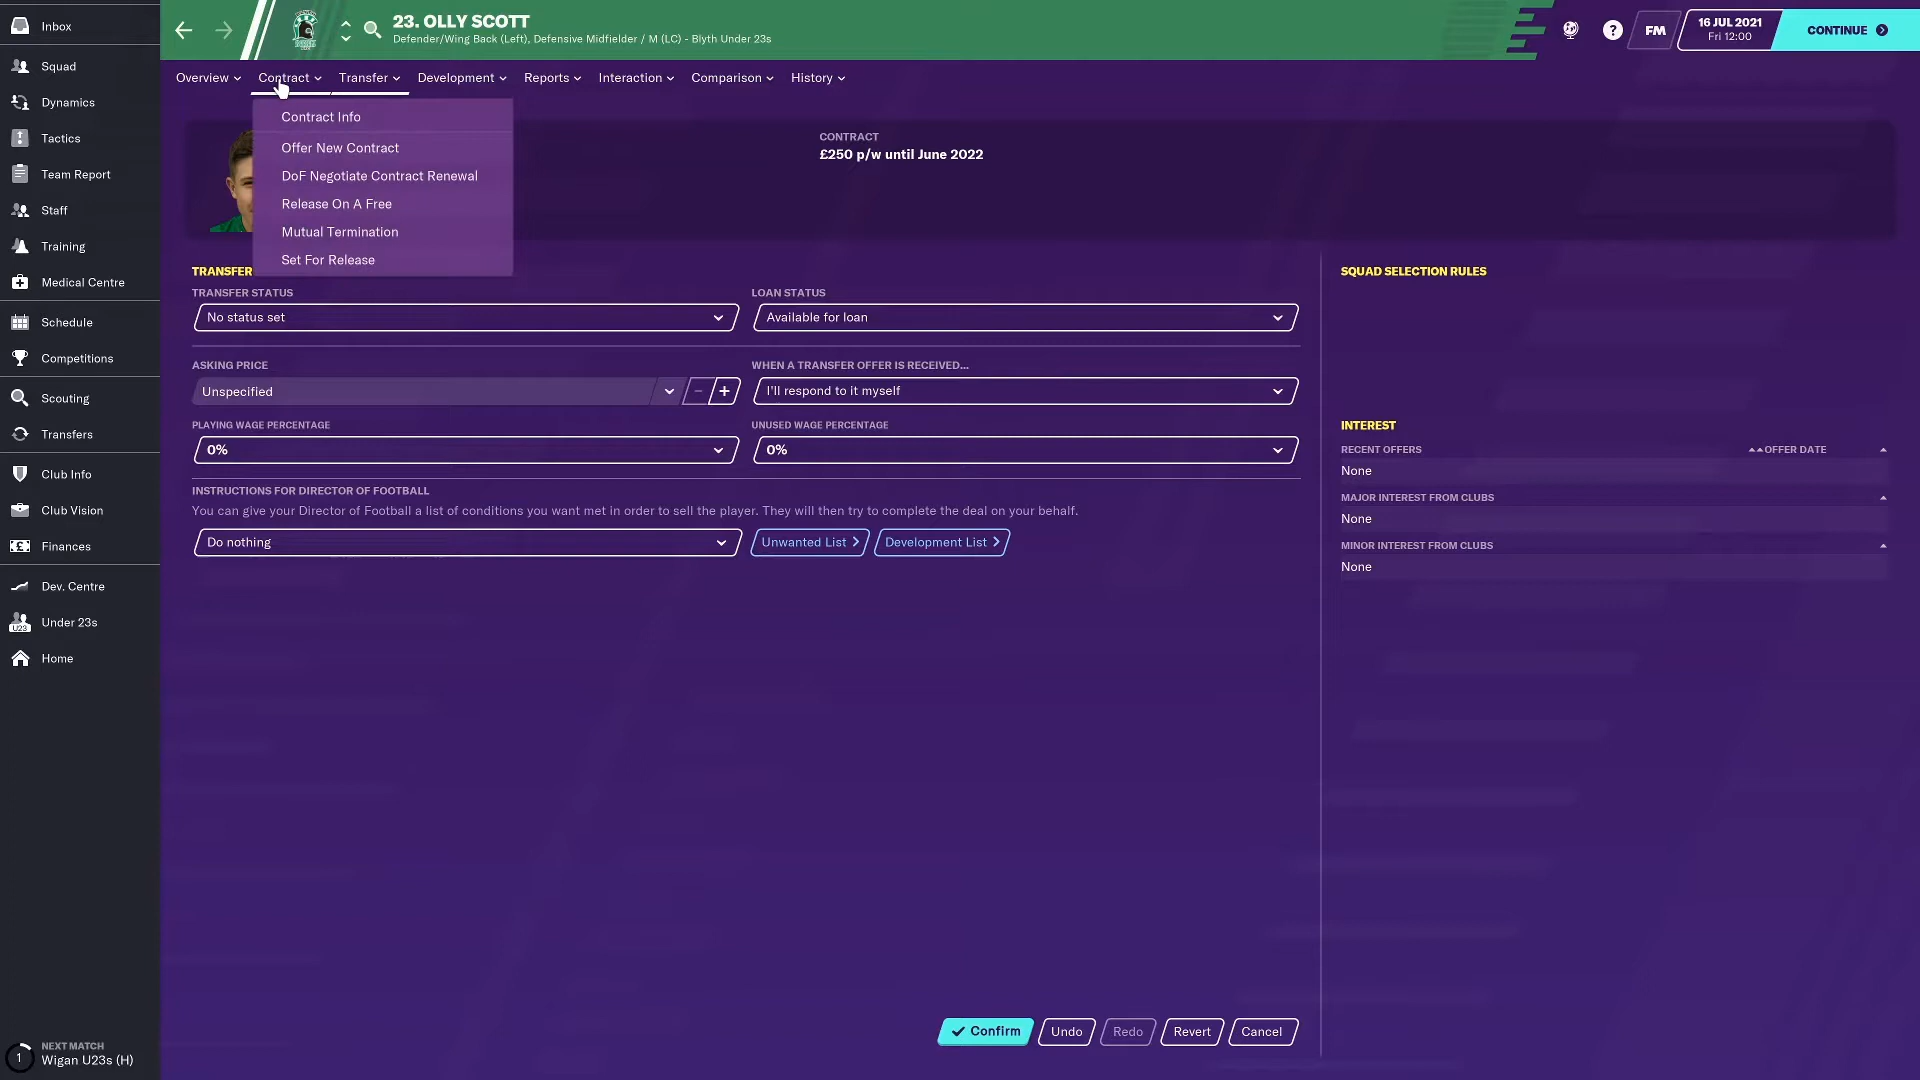 Inbox
Squad
Dynamics
Tactics
Team Report
Staff
Training
Medical Centre
Schedule
Competitions
Scouting
Transfers
Club Info
Club Vision
Finances
Dev. Centre
U23
Under 23s
Home
1
NEXT MATCH
Wigan U23s (H)
23. OLLY SCOTT
Defender/Wing Back (Left), Defensive Midfielder / M (LC) - Blyth Under 23s
?
FM
16 JUL 2021
Fri 12:00
CONTINUE
Overview
Contract
Transfer
Development
Reports
Interaction
Comparison
History
Contract Info
Offer New Contract
DoF Negotiate Contract Renewal
Release On A Free
Mutual Termination
Set For Release
CONTRACT
£250 p/w until June 2022
TRANSFER
TRANSFER STATUS
No status set
LOAN STATUS
Available for loan
ASKING PRICE
Unspecified
- +
WHEN A TRANSFER OFFER IS RECEIVED...
I'll respond to it myself
PLAYING WAGE PERCENTAGE
0%
UNUSED WAGE PERCENTAGE
0%
INSTRUCTIONS FOR DIRECTOR OF FOOTBALL
You can give your Director of Football a list of conditions you want met in order to sell the player. They will then try to complete the deal on your behalf.
Do nothing
Unwanted List >
Development List >
SQUAD SELECTION RULES
INTEREST
RECENT OFFERS
OFFER DATE
None
MAJOR INTEREST FROM CLUBS
None
MINOR INTEREST FROM CLUBS
None
Confirm
Undo
Redo
Revert
Cancel